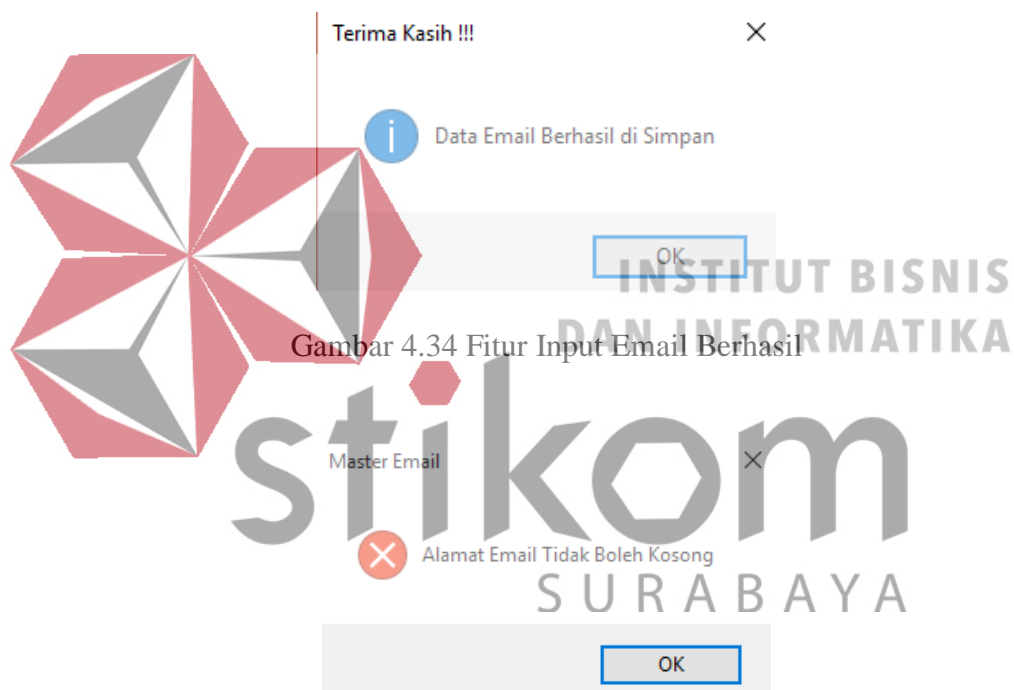 Terima Kasih !!!
Data Email Berhasil di Simpan
OK
INSTITUT BISNIS
DAN INFORMATIKA
Gambar 4.34 Fitur Input Email Berhasil
stikom
Master Email
Alamat Email Tidak Boleh Kosong
SURABAYA
OK